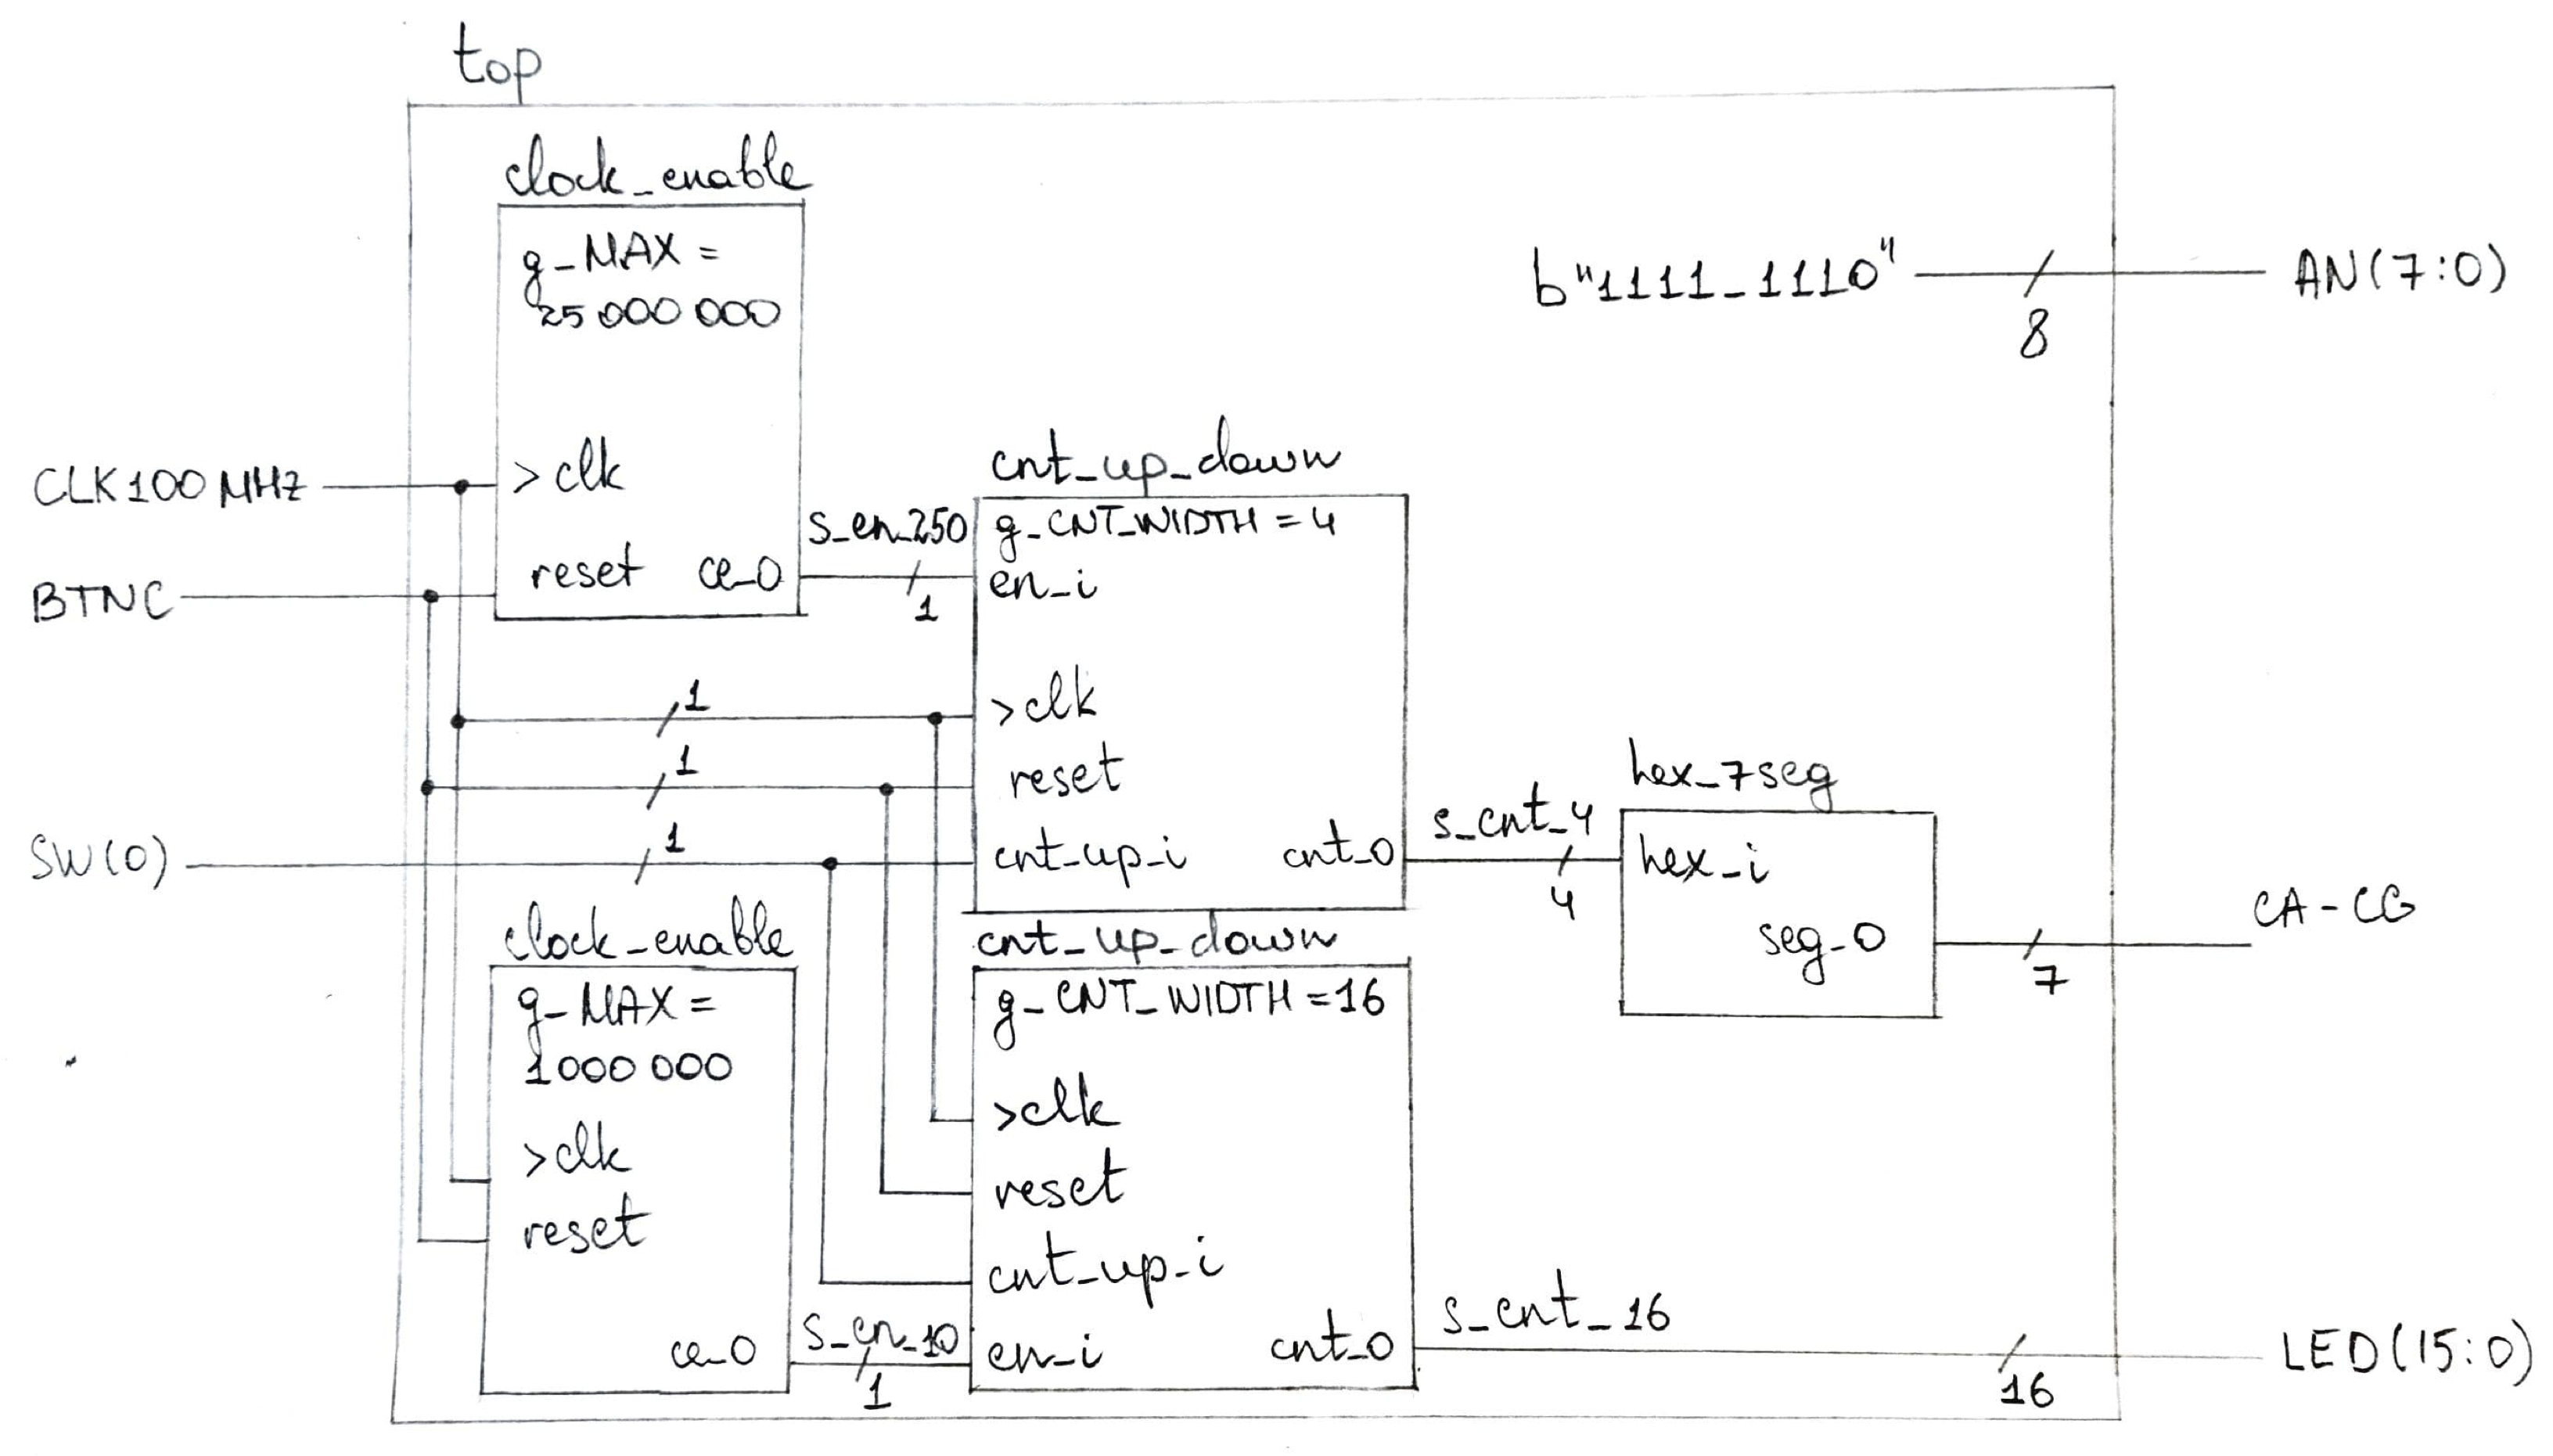 top
clock_enable
g_MAX =
25 000 000
>clk
reset ce_o
CLK100MHz
BTNC
SW(0)
s_en_250
1
cnt_up_down
g_CNT_WIDTH = 4
en_i
>clk
reset
cnt_up_i cnt_o
1
1
1
b"1111_1110"
8
AN(7:0)
s_cnt_4
4
hex_7seg
hex_i
seg_o
7
CA-CG
clock_enable
g_MAX =
1000 000
>clk
reset
ce_o
s_en_10
1
cnt_up_down
g_CNT_WIDTH = 16
>clk
reset
cnt_up_i
en_i cnt_o
s_cnt_16
16
LED(15:0)